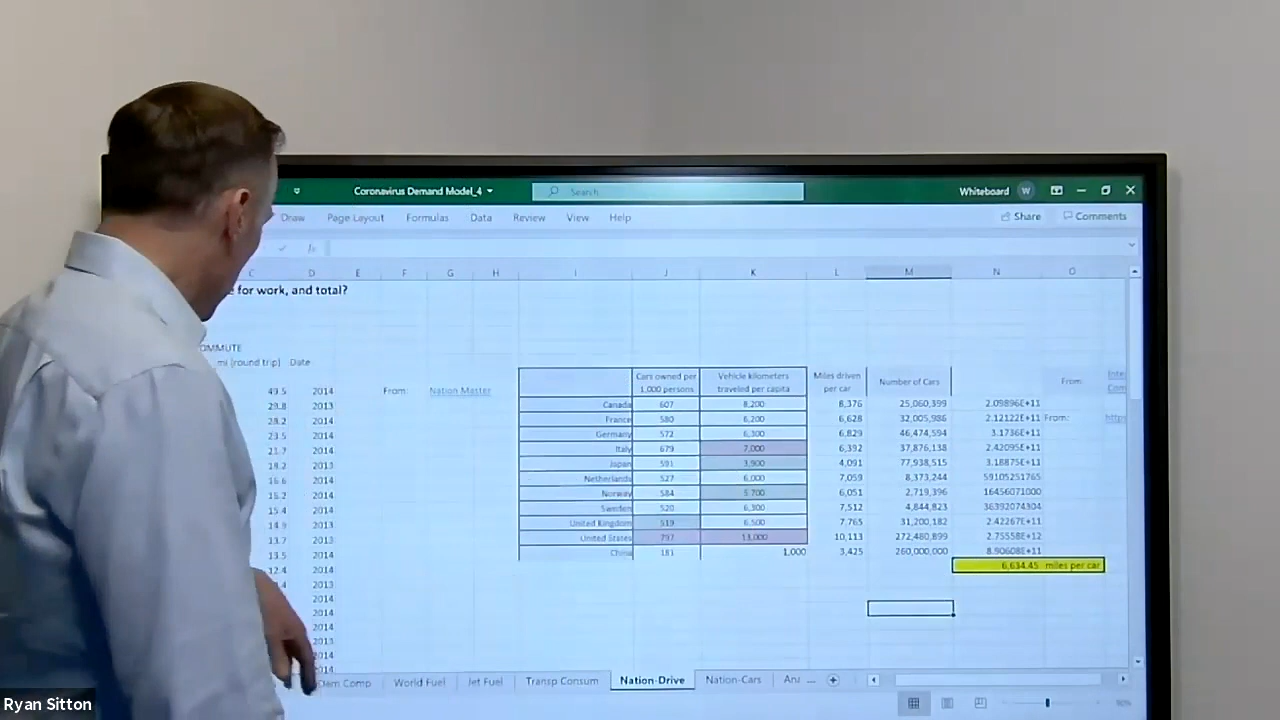 Coronavirus Demand Model_4 Search Whiteboard W
Draw Page Layout Formulas Data Review View Help Share Comments
fx
C D E F G H I J K L M N O
for work, and total?
mi (round trip) Date
Cars owned per 1,000 persons Vehicle kilometers traveled per capita Miles driven per car Number of Cars From:
49.5 2014 From: Nation Master
2013 Canada 607 8,200 8,376 25,060,399 2.09896E+11
2014 France 580 6,200 6,628 32,005,986 2.12122E+11 From: https
23.5 2014 Germany 572 6,300 6,829 46,474,594 3.1736E+11
21.7 2014 Italy 679 7,000 6,392 37,876,138 2.42095E+11
2013 Japan 591 3,900 4,091 77,938,515 3.18875E+11
16.6 2014 Netherlands 527 6,000 7,059 8,373,244 59105251765
16.2 2014 Norway 584 5,700 6,051 2,719,396 16456071000
15.4 2014 Sweden 520 6,300 7,512 4,844,823 36392074304
14.9 2013 United Kingdom 519 6,500 7,765 31,200,182 2.42267E+11
13.7 2014 United States 797 13,000 10,113 272,480,899 2.75558E+12
13.5 2014 China 181 1,000 3,425 260,000,000 8.90608E+11
12.4 2014 6,634.45 miles per car
2013
2014
2014
2014
2013
2014
2014
Comp World Fuel Jet Fuel Transp Consum Nation-Drive Nation-Cars
Ryan Sitton